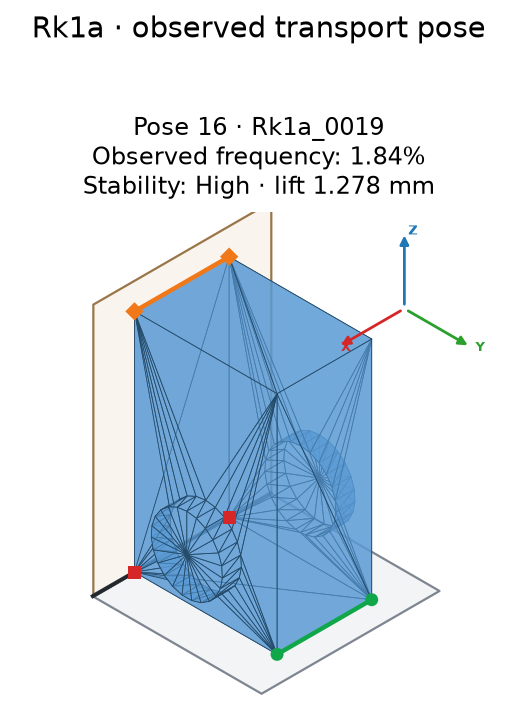 Rk1a · observed transport pose
Pose 16 · Rk1a_0019
Observed frequency: 1.84%
Stability: High · lift 1.278 mm
Z
X
Y